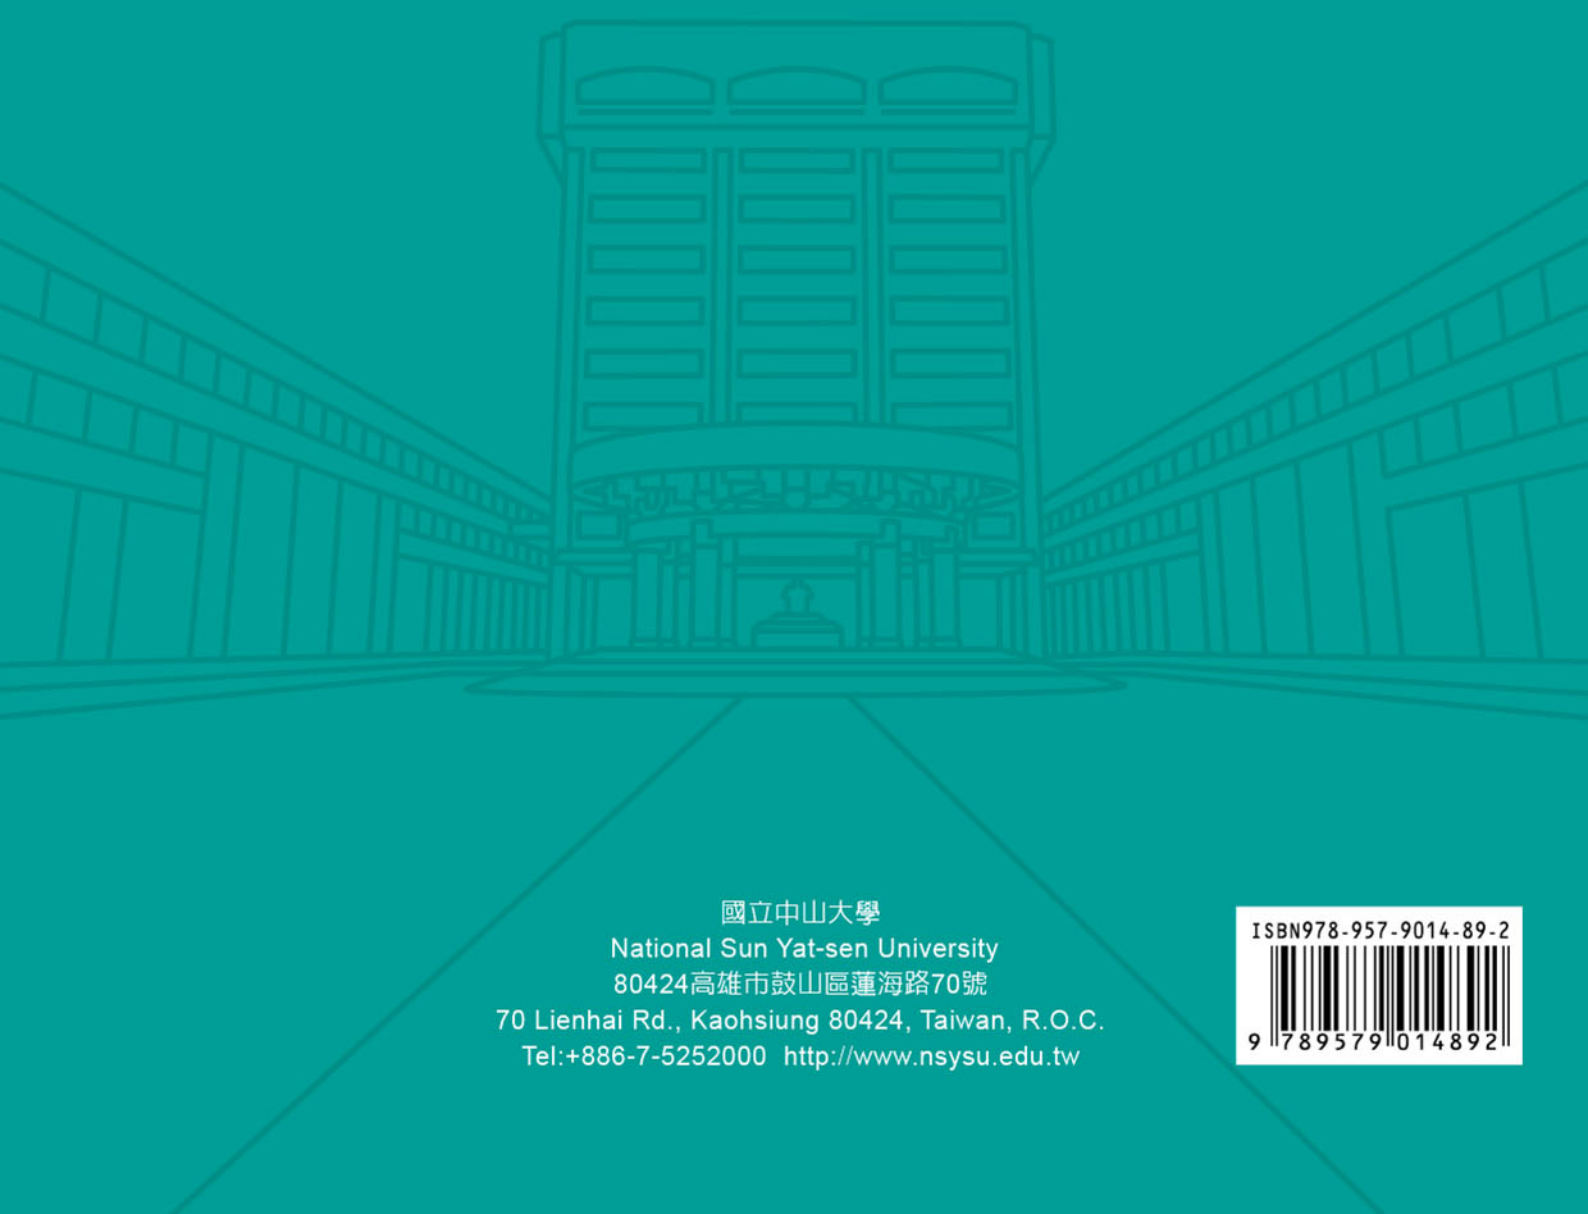 國立中山大學
National Sun Yat-sen University
80424高雄市鼓山區蓮海路70號
70 Lienhai Rd., Kaohsiung 80424, Taiwan, R.O.C.
Tel:+886-7-5252000 http://www.nsysu.edu.tw
ISBN978-957-9014-89-2
9 789579 014892